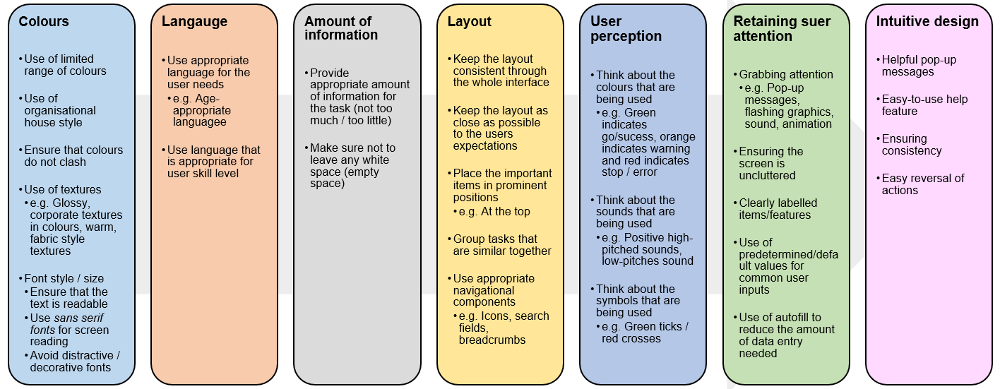 Colours
•Use of limited
range of colours
•Use of
organisational
house style
•Ensure that colours
do not clash
•Use of textures
•e.g. Glossy,
corporate textures
in colours, warm,
fabric style
textures
•Font style / size
•Ensure that the
text is readable
•Use sans serif
fonts for screen
reading
•Avoid distractive /
decorative fonts
Langauge
•Use appropriate
language for the
user needs
•e.g. Age-
appropriate
languagee
•Use language that
is appropriate for
user skill level
Amount of
information
•Provide
appropriate amount
of information for
the task (not too
much / too little)
•Make sure not to
leave any white
space (empty
space)
Layout
•Keep the layout
consistent through
the whole interface
•Keep the layout as
close as possible
to the users
expectations
•Place the important
items in prominent
positions
•e.g. At the top
•Group tasks that
are similar together
•Use appropriate
navigational
components
•e.g. Icons, search
fields,
breadcrumbs
User
perception
•Think about the
colours that are
being used
•e.g. Green
indicates
go/sucess, orange
indicates warning
and red indicates
stop / error
•Think about the
sounds that are
being used
•e.g. Positive high-
pitched sounds,
low-pitches sound
•Think about the
symbols that are
being used
•e.g. Green ticks /
red crosses
Retaining suer
attention
•Grabbing attention
•e.g. Pop-up
messages,
flashing graphics,
sound, animation
•Ensuring the
screen is
uncluttered
•Clearly labelled
items/features
•Use of
predetermined/defa
ult values for
common user
inputs
•Use of autofill to
reduce the amount
of data entry
needed
Intuitive design
•Helpful pop-up
messages
•Easy-to-use help
feature
•Ensuring
consistency
•Easy reversal of
actions